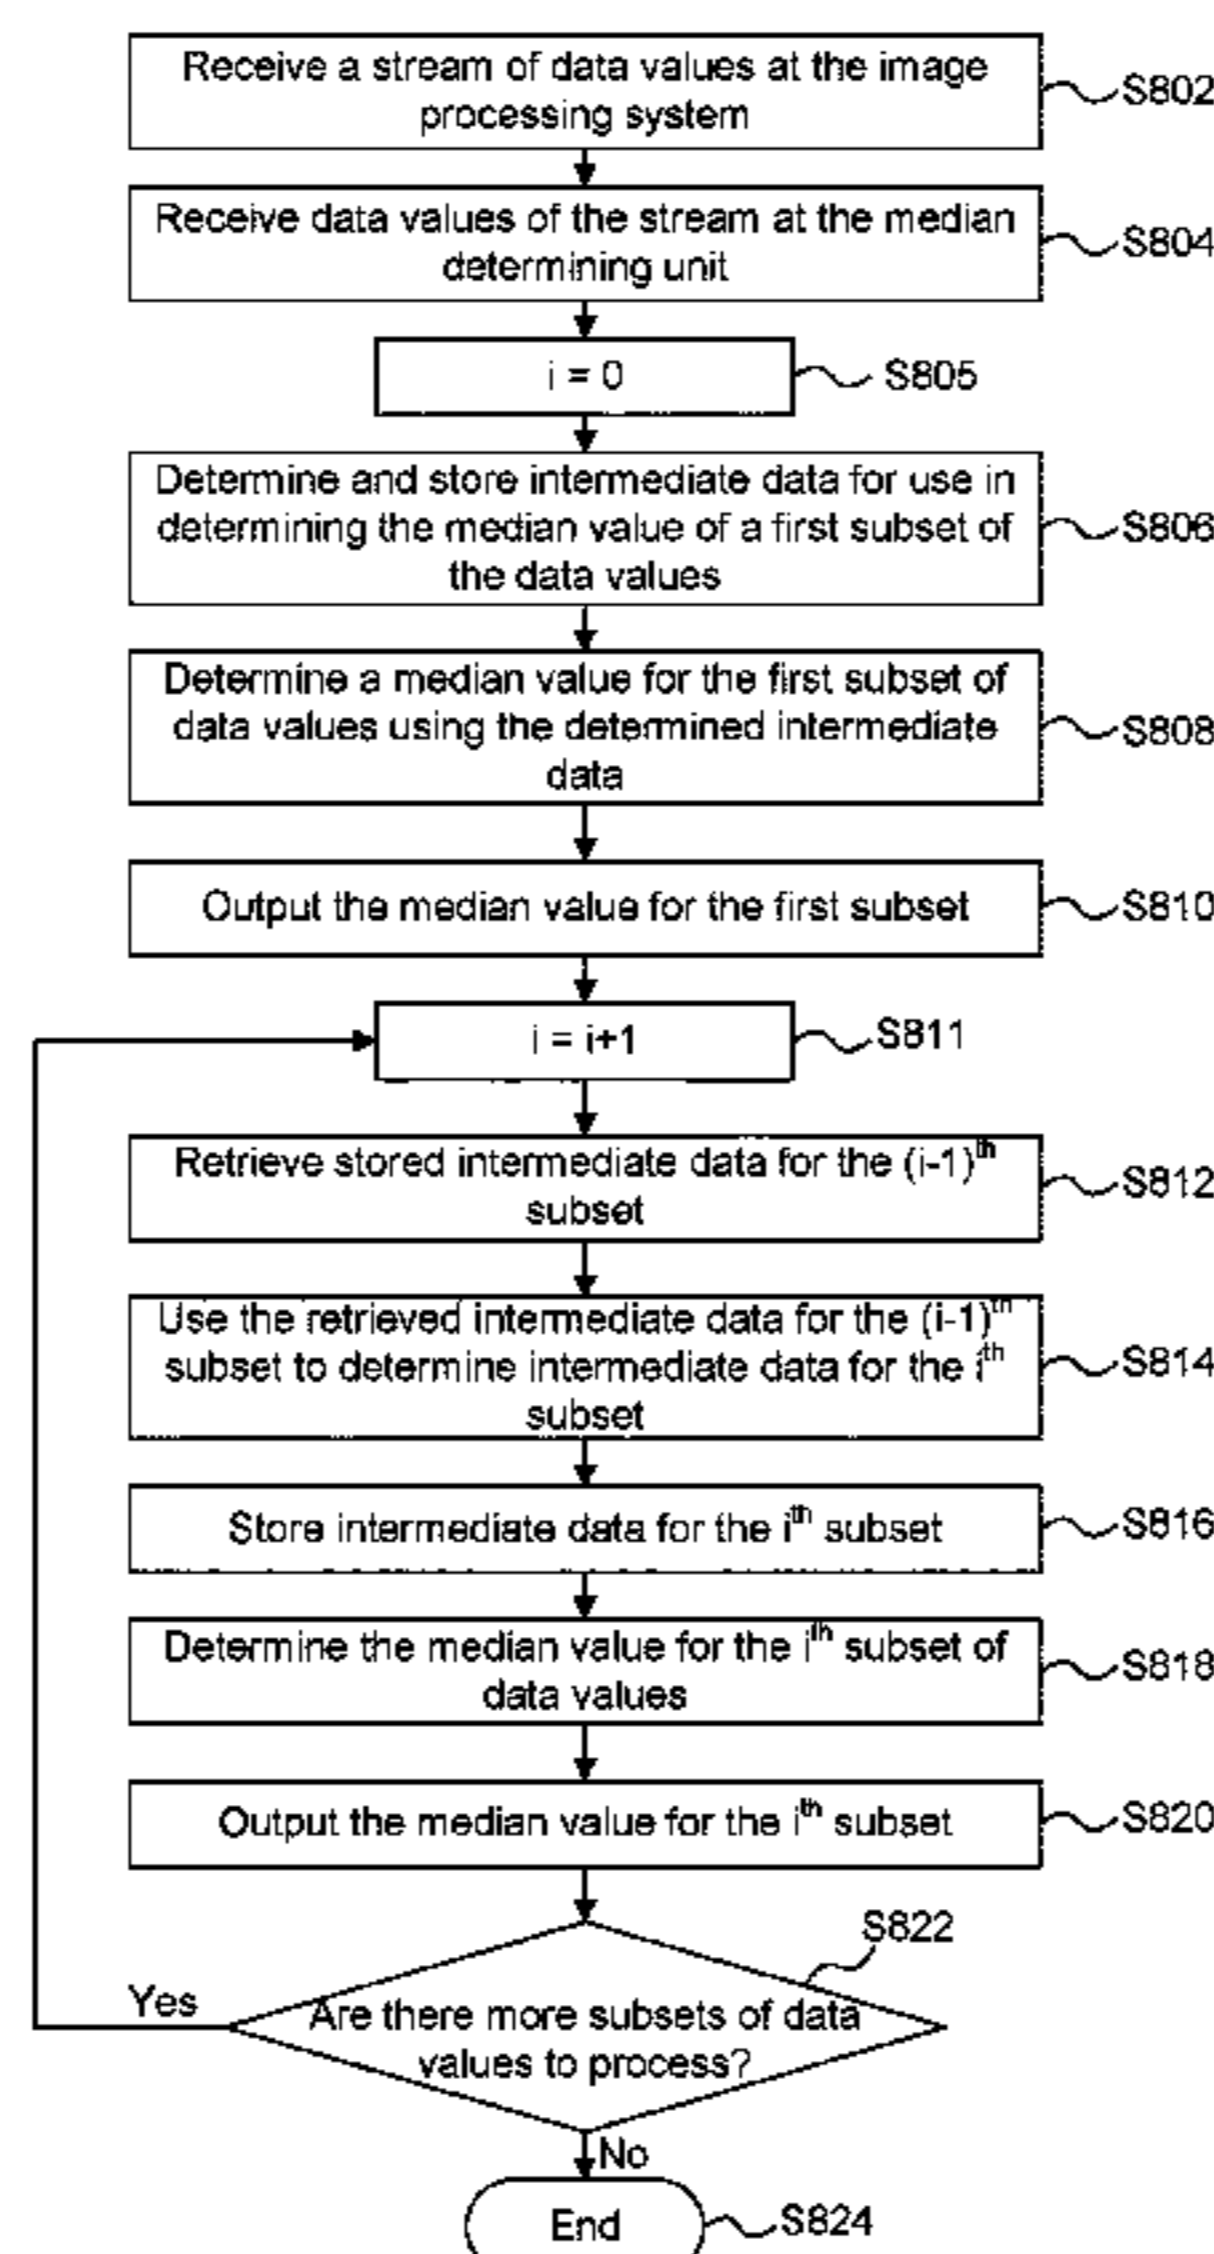 Receive a stream of data values at the image
processing system
S802
Receive data values of the stream at the median
determining unit
S804
i = 0
S805
Determine and store intermediate data for use in
determining the median value of a first subset of
the data values
S806
Determine a median value for the first subset of
data values using the determined intermediate
data
S808
Output the median value for the first subset
S810
i = i+1
S811
Retrieve stored intermediate data for the (i-1)th
subset
S812
Use the retrieved intermediate data for the (i-1)th
subset to determine intermediate data for the ith
subset
S814
Store intermediate data for the ith subset
S816
Determine the median value for the ith subset of
data values
S818
Output the median value for the ith subset
S820
S822
Are there more subsets of data
values to process?
Yes
No
End
S824